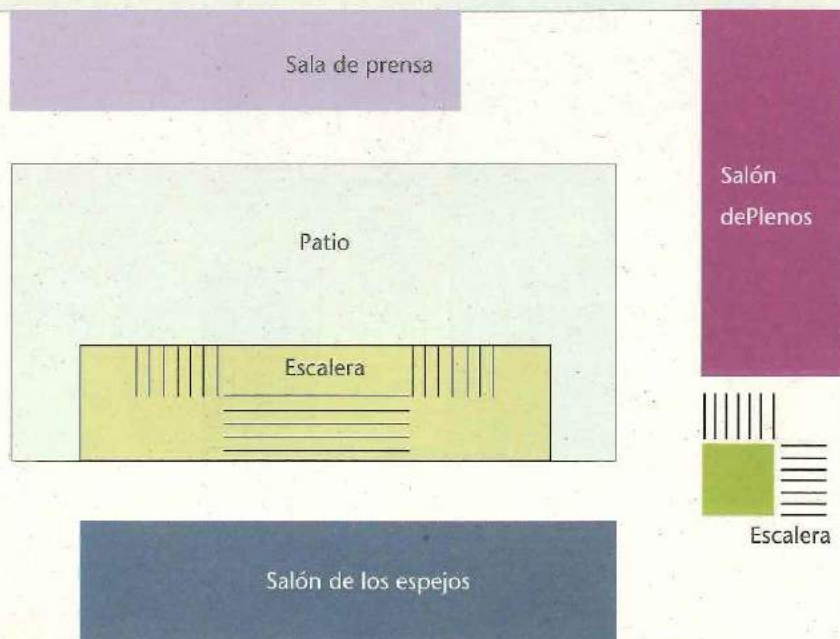 Sala de prensa
Salón
dePlenos
Patio
Escalera
Escalera
Salón de los espejos